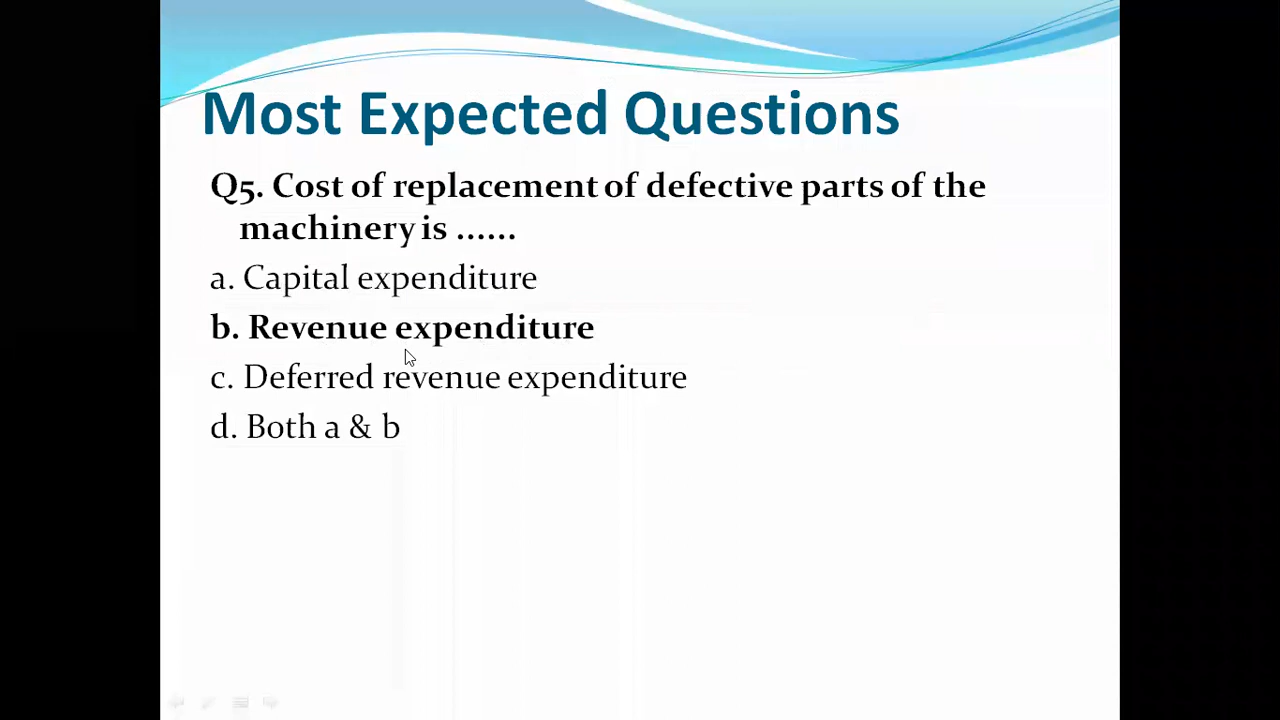 Most Expected Questions
Q5. Cost of replacement of defective parts of the
machinery is ......
a. Capital expenditure
b. Revenue expenditure
c. Deferred revenue expenditure
d. Both a & b